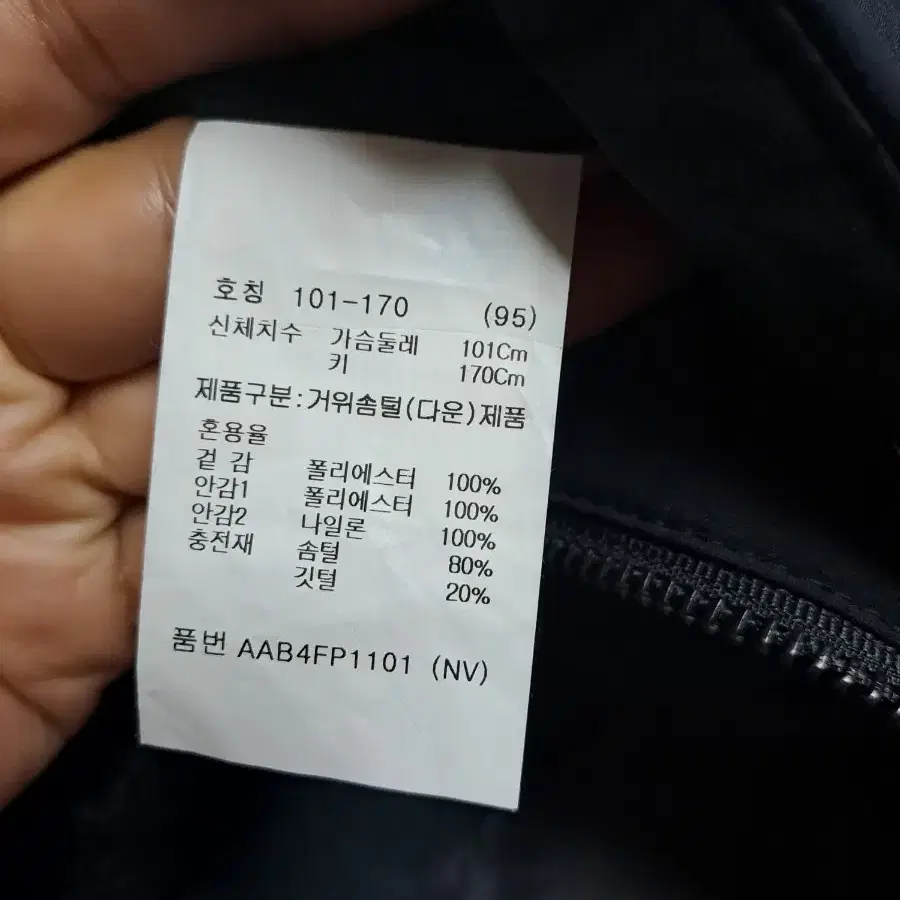 호칭 101-170 (95)
신체치수 가슴둘레 101Cm
키 170Cm
제품구분:거위솜털(다운)제품
혼용율
겉 감 폴리에스터 100%
안감1 폴리에스터 100%
안감2 나일론 100%
충전재 솜털 80%
깃털 20%
품번 AAB4FP1101 (NV)